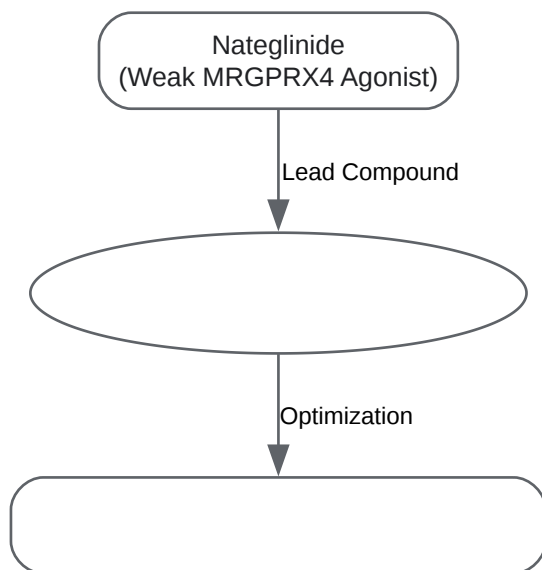 Nateglinide
(Weak MRGPRX4 Agonist)
Lead Compound
Optimization